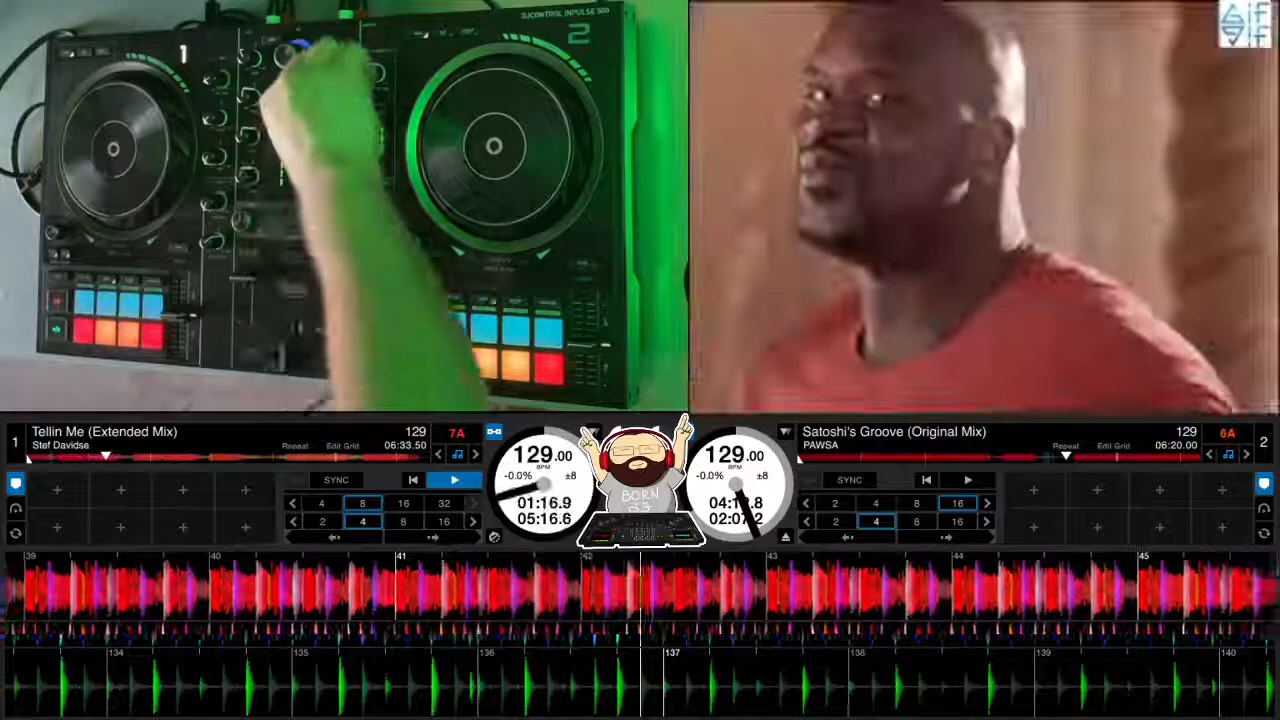 DJCONTROL INPULSE 500
1
2
GIF
1
Tellin Me (Extended Mix)
129
7A
Stef Davidse
Repeat
Edit Grid
06:33.50
SYNC
4 8 16 32
2 4 8 16
129.00
BPM
-0.0%
±8
01:16.9
05:16.6
BORN
129.00
BPM
-0.0%
±8
Satoshi's Groove (Original Mix)
129
6A
2
PAWSA
Repeat
Edit Grid
06:20.00
SYNC
2 4 8 16
2 4 8 16
39 40 41 42 43 44 45
134 135 136 137 138 139 140